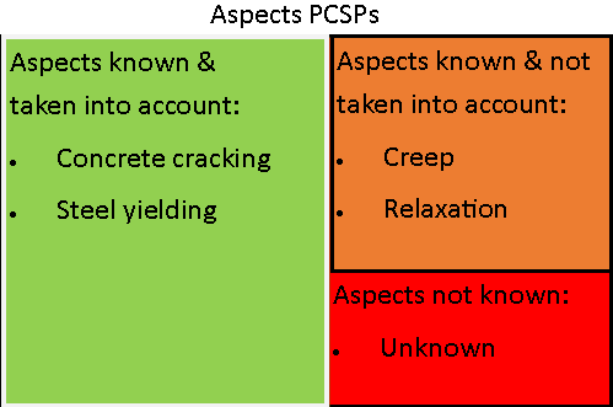 Aspects PCSPs
Aspects known &
taken into account:
• Concrete cracking
• Steel yielding
Aspects known & not
taken into account:
• Creep
• Relaxation
Aspects not known:
• Unknown